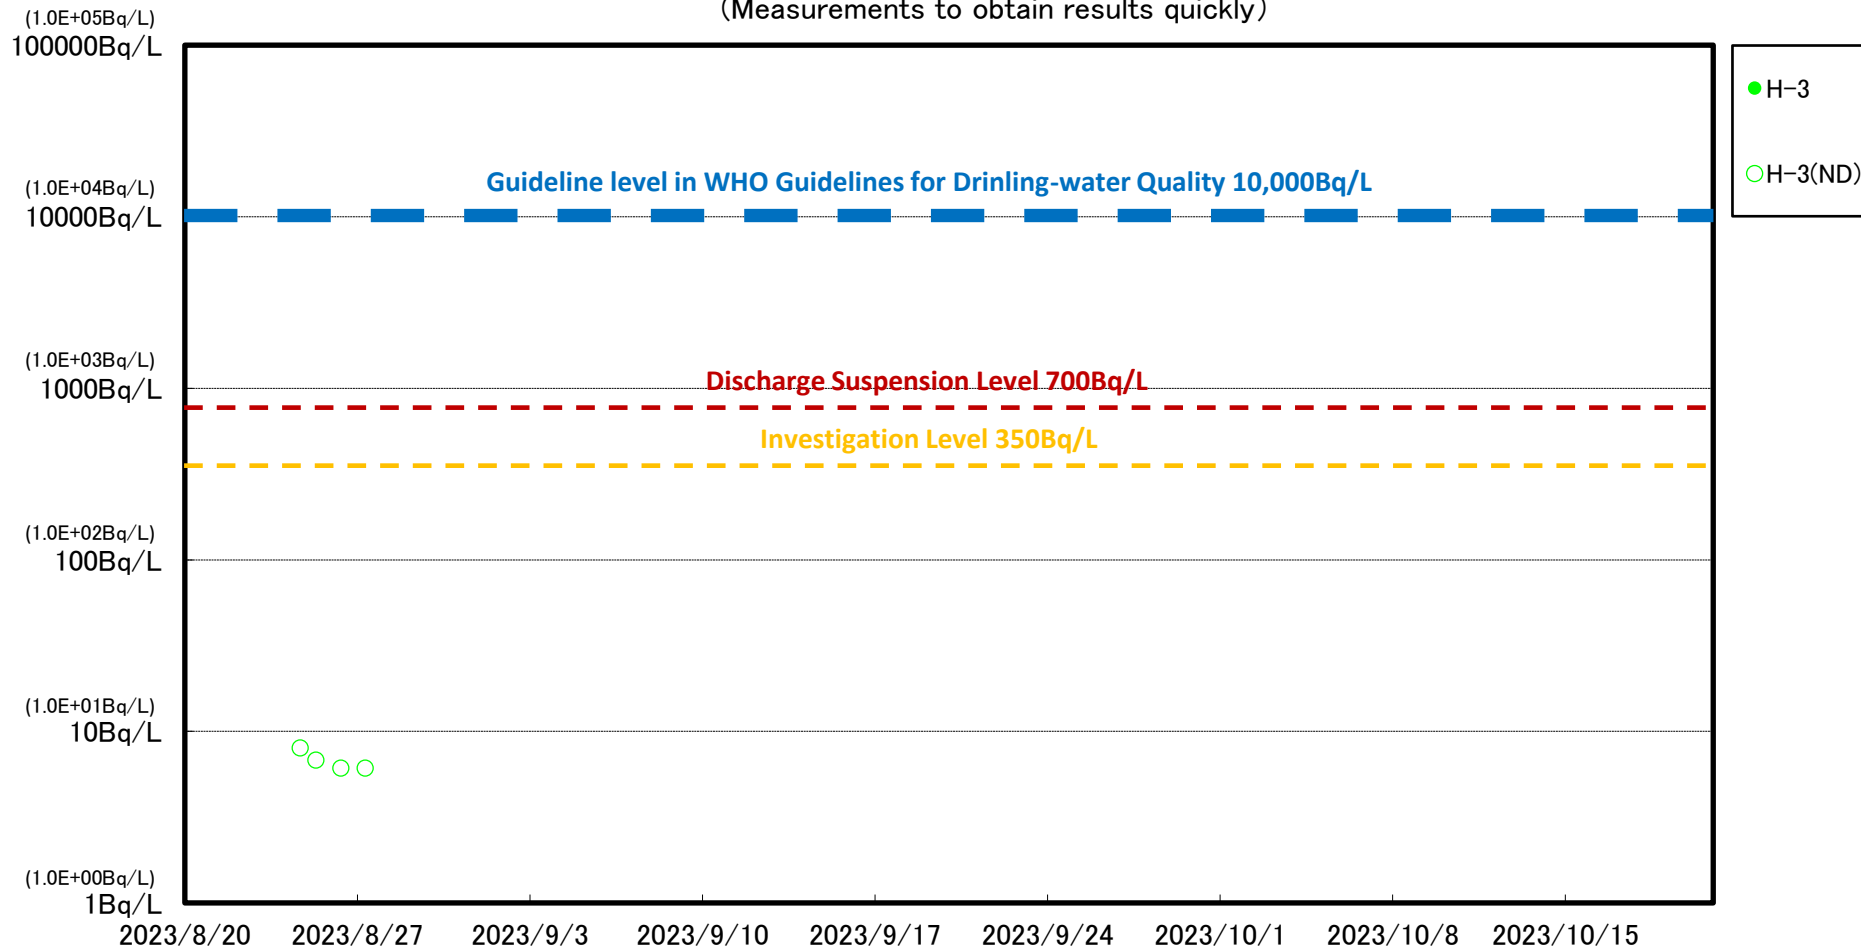 (Measurements to obtain results quickly)
(1.0E+05Bq/L)
100000Bq/L
H-3
H-3(ND)
Guideline level in WHO Guidelines for Drinling-water Quality 10,000Bq/L
(1.0E+04Bq/L)
10000Bq/L
(1.0E+03Bq/L)
1000Bq/L
Discharge Suspension Level 700Bq/L
Investigation Level 350Bq/L
(1.0E+02Bq/L)
100Bq/L
(1.0E+01Bq/L)
10Bq/L
(1.0E+00Bq/L)
1Bq/L
2023/8/20 2023/8/27 2023/9/3 2023/9/10 2023/9/17 2023/9/24 2023/10/1 2023/10/8 2023/10/15